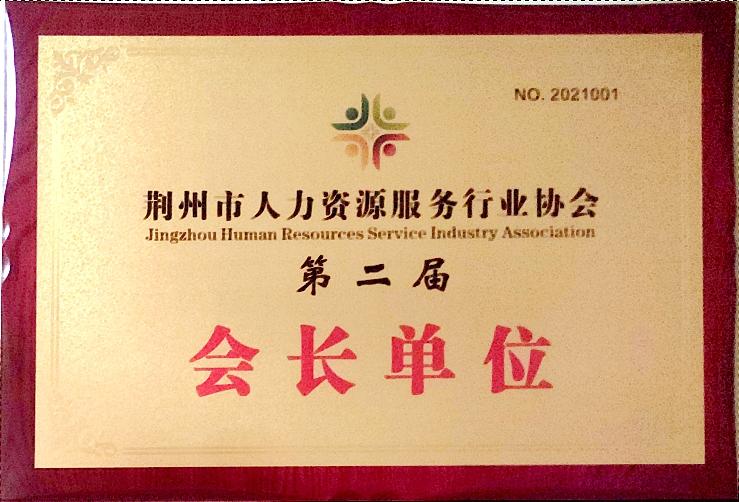 NO. 2021001
荆州市人力资源服务行业协会
Jingzhou Human Resources Service Industry Association
第二届
会长单位